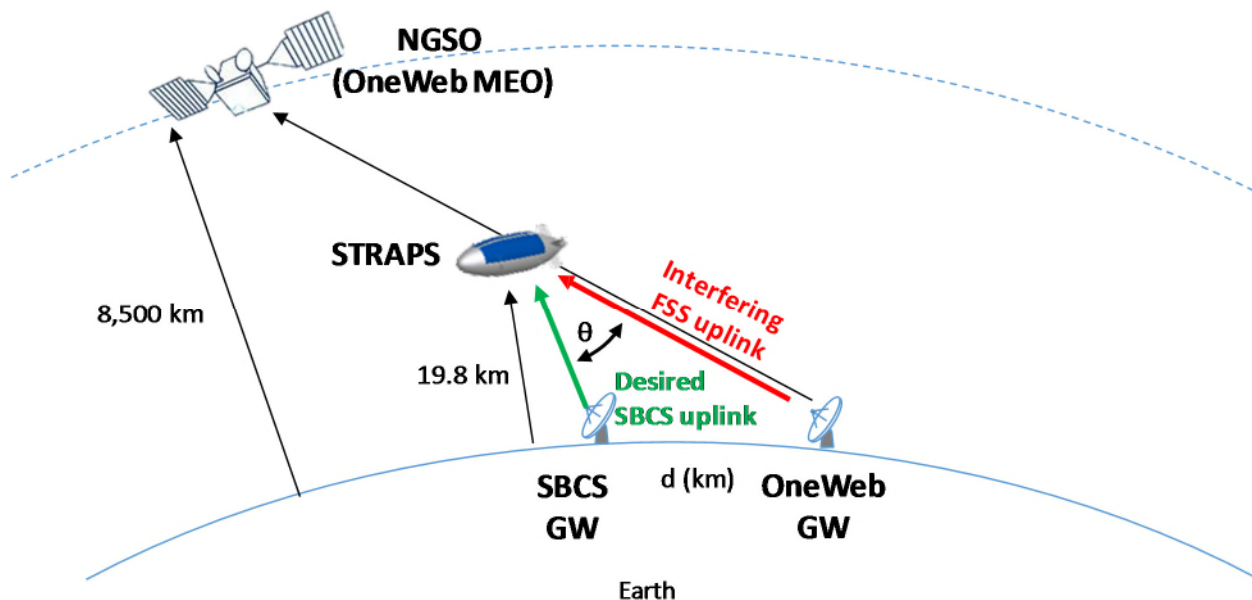 NGSO
(OneWeb MEO)
STRAPS
Interfering
FSS uplink
8,500 km
θ
19.8 km
Desired
SBCS uplink
SBCS
GW
d (km)
OneWeb
GW
Earth